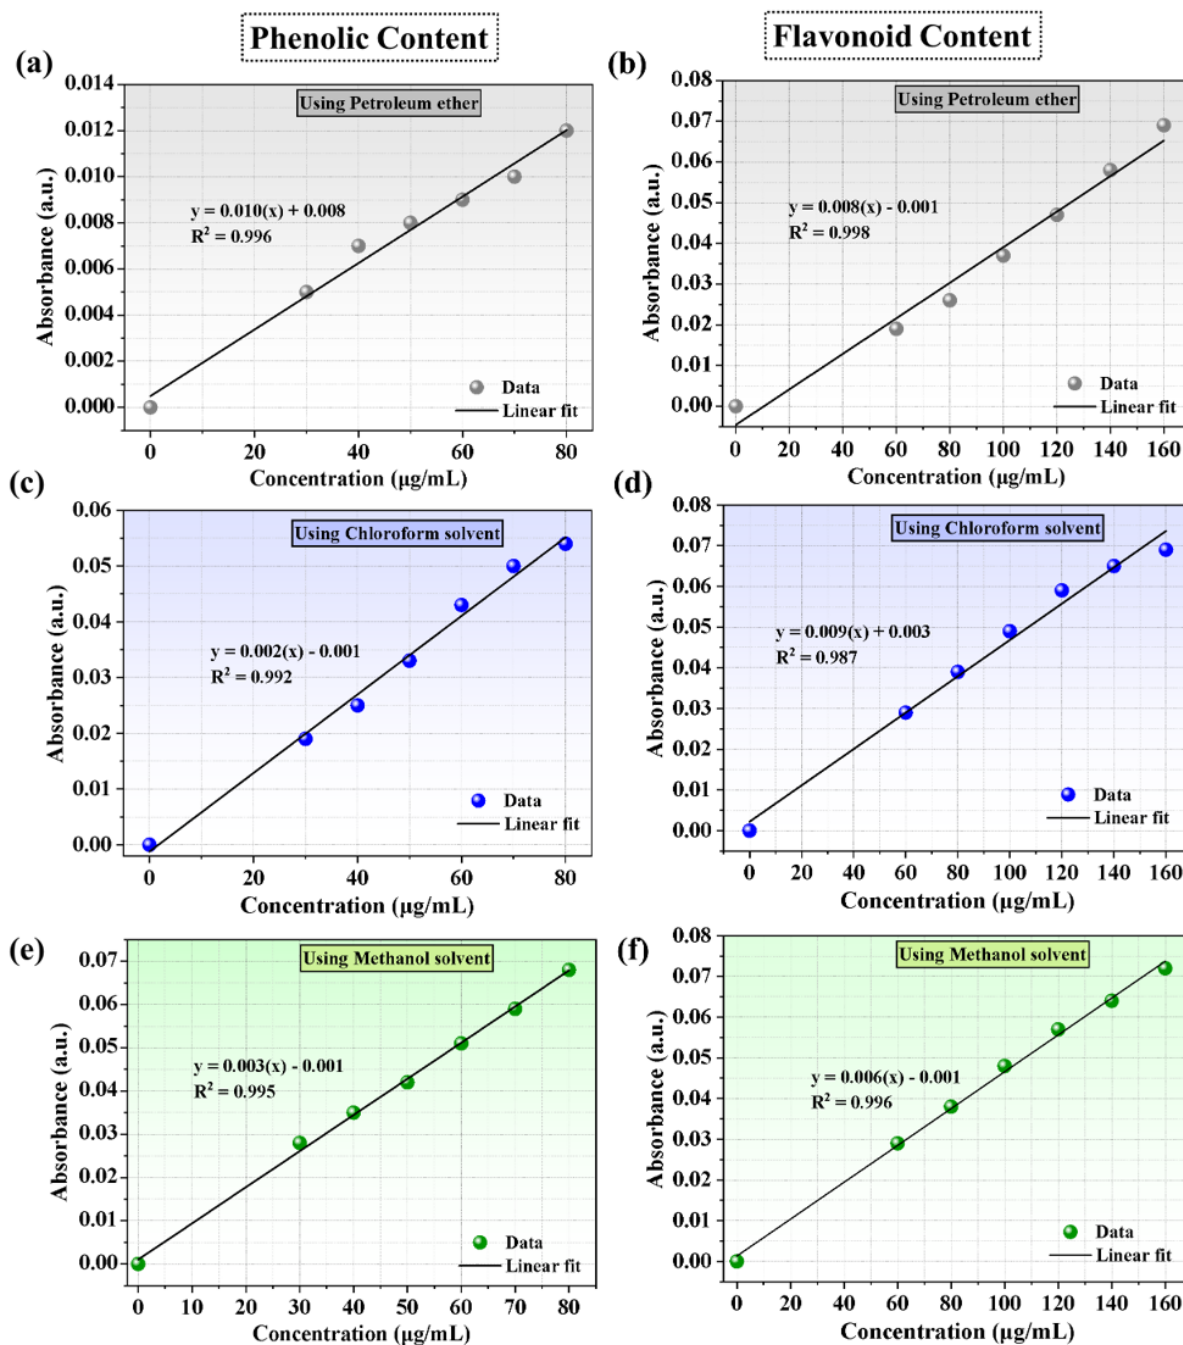 Phenolic Content
Flavonoid Content
(a)
Using Petroleum ether
y = 0.010(x) + 0.008
R² = 0.996
Data
Linear fit
Absorbance (a.u.)
0.014
0.012
0.010
0.008
0.006
0.004
0.002
0.000
0 20 40 60 80
Concentration (µg/mL)
(b)
Using Petroleum ether
y = 0.008(x) - 0.001
R² = 0.998
Data
Linear fit
Absorbance (a.u.)
0.08
0.07
0.06
0.05
0.04
0.03
0.02
0.01
0.00
0 20 40 60 80 100 120 140 160
Concentration (µg/mL)
(c)
Using Chloroform solvent
y = 0.002(x) - 0.001
R² = 0.992
Data
Linear fit
Absorbance (a.u.)
0.06
0.05
0.04
0.03
0.02
0.01
0.00
0 20 40 60 80
Concentration (µg/mL)
(d)
Using Chloroform solvent
y = 0.009(x) + 0.003
R² = 0.987
Data
Linear fit
Absorbance (a.u.)
0.08
0.07
0.06
0.05
0.04
0.03
0.02
0.01
0.00
0 20 40 60 80 100 120 140 160
Concentration (µg/mL)
(e)
Using Methanol solvent
y = 0.003(x) - 0.001
R² = 0.995
Data
Linear fit
Absorbance (a.u.)
0.07
0.06
0.05
0.04
0.03
0.02
0.01
0.00
0 10 20 30 40 50 60 70 80
Concentration (µg/mL)
(f)
Using Methanol solvent
y = 0.006(x) - 0.001
R² = 0.996
Data
Linear fit
Absorbance (a.u.)
0.08
0.07
0.06
0.05
0.04
0.03
0.02
0.01
0.00
0 20 40 60 80 100 120 140 160
Concentration (µg/mL)